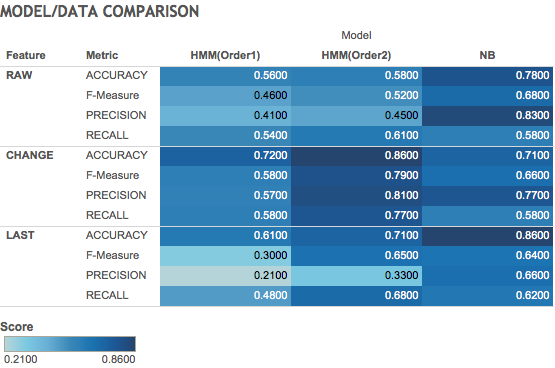 MODEL/DATA COMPARISON
Model
Feature Metric HMM(Order1) HMM(Order2) NB
RAW ACCURACY 0.5600 0.5800 0.7800
F-Measure 0.4600 0.5200 0.6800
PRECISION 0.4100 0.4500 0.8300
RECALL 0.5400 0.6100 0.5800
CHANGE ACCURACY 0.7200 0.8600 0.7100
F-Measure 0.5800 0.7900 0.6600
PRECISION 0.5700 0.8100 0.7700
RECALL 0.5800 0.7700 0.5800
LAST ACCURACY 0.6100 0.7100 0.8600
F-Measure 0.3000 0.6500 0.6400
PRECISION 0.2100 0.3300 0.6600
RECALL 0.4800 0.6800 0.6200
Score
0.2100 0.8600